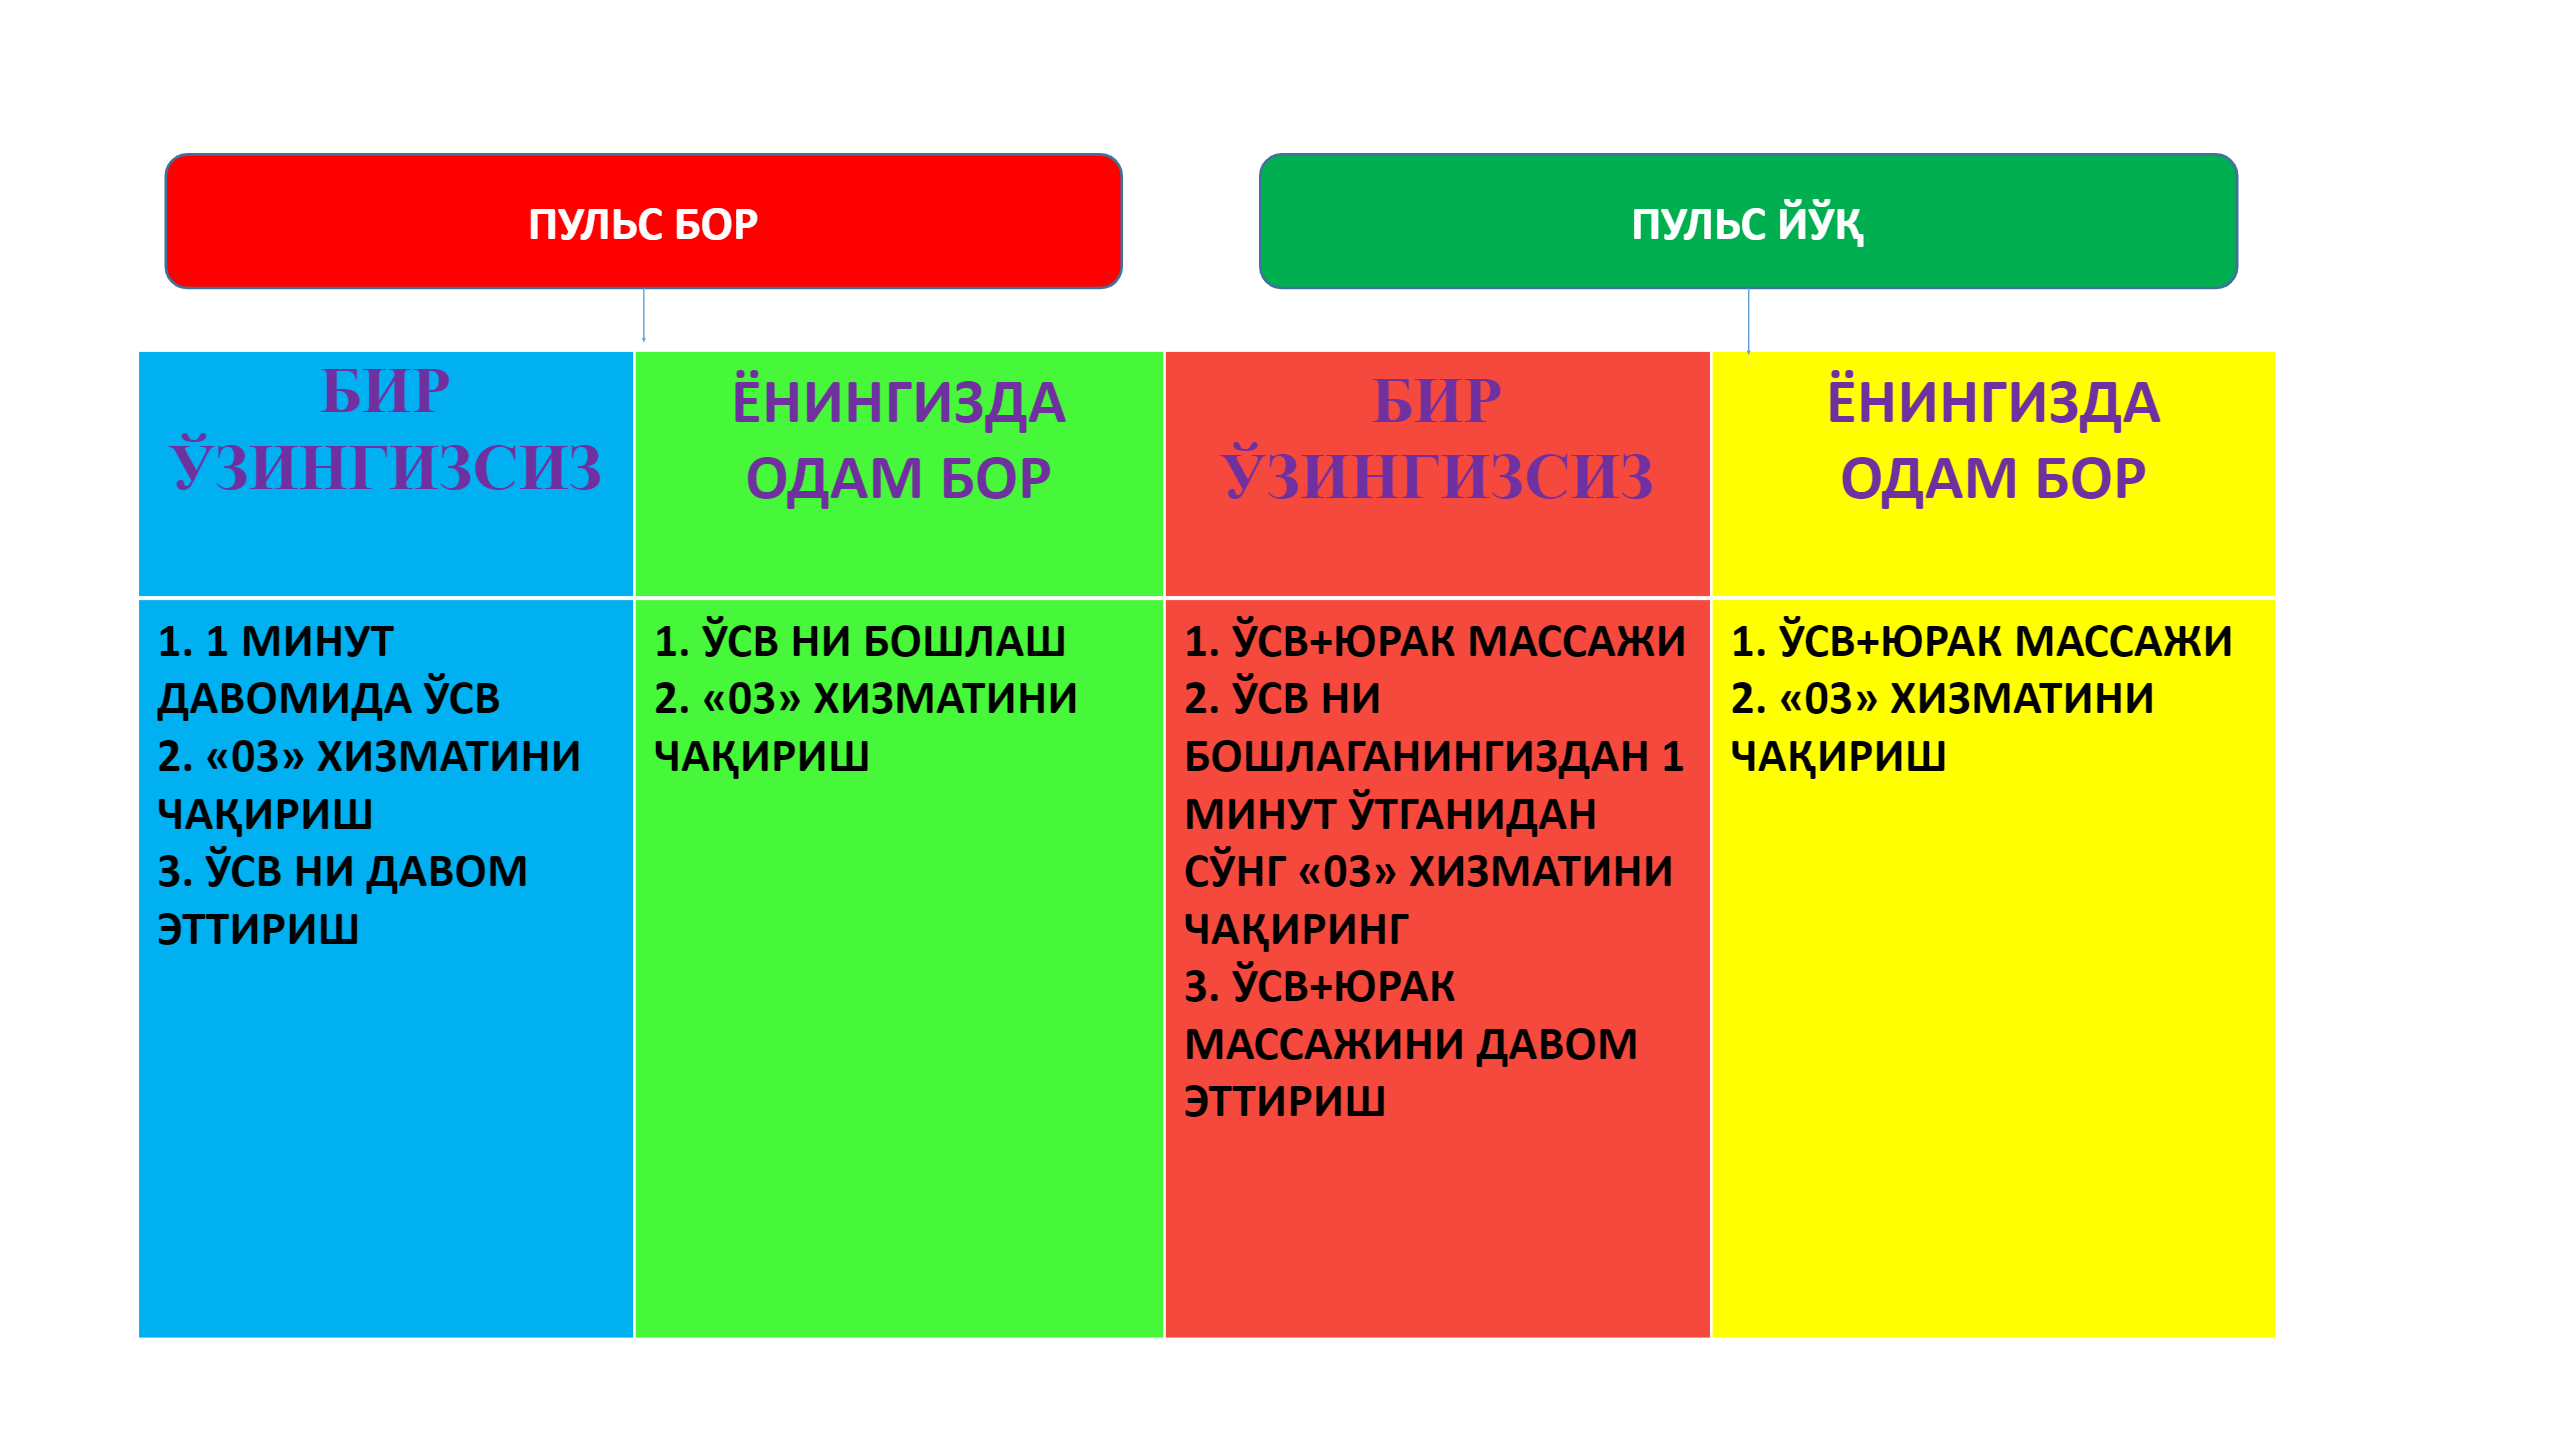 ПУЛЬС БОР
ПУЛЬС ЙЎҚ
БИР
ЎЗИНГИЗСИЗ
ЁНИНГИЗДА
ОДАМ БОР
БИР
ЎЗИНГИЗСИЗ
ЁНИНГИЗДА
ОДАМ БОР
1. 1 МИНУТ
ДАВОМИДА ЎСВ
2. «03» ХИЗМАТИНИ
ЧАҚИРИШ
3. ЎСВ НИ ДАВОМ
ЭТТИРИШ
1. ЎСВ НИ БОШЛАШ
2. «03» ХИЗМАТИНИ
ЧАҚИРИШ
1. ЎСВ+ЮРАК МАССАЖИ
2. ЎСВ НИ
БОШЛАГАНИНГИЗДАН 1
МИНУТ ЎТГАНИДАН
СЎНГ «03» ХИЗМАТИНИ
ЧАҚИРИНГ
3. ЎСВ+ЮРАК
МАССАЖИНИ ДАВОМ
ЭТТИРИШ
1. ЎСВ+ЮРАК МАССАЖИ
2. «03» ХИЗМАТИНИ
ЧАҚИРИШ